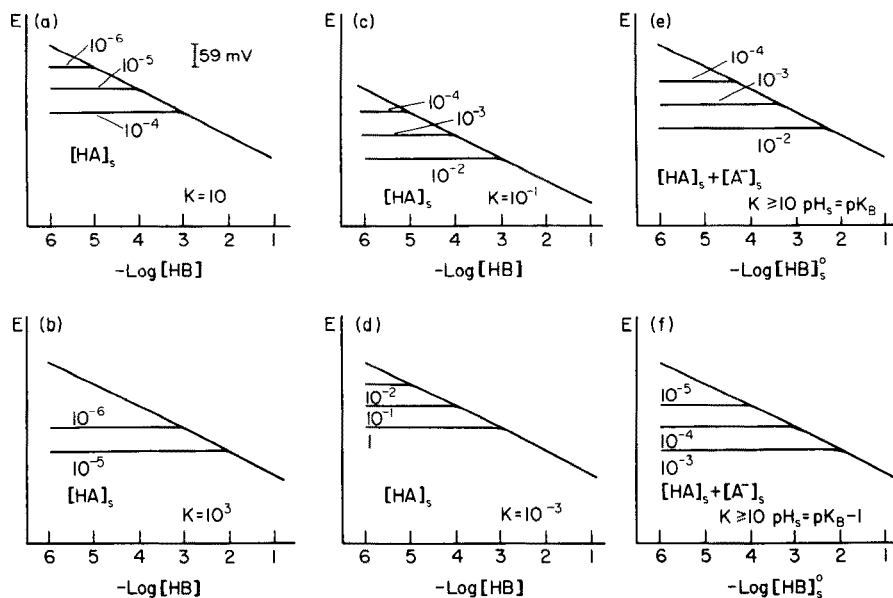 E (a)
10⁻⁶
10⁻⁵
59 mV
10⁻⁴
[HA]ₛ
K = 10
6 5 4 3 2 1
-Log [HB]
E (c)
10⁻⁴
10⁻³
10⁻²
[HA]ₛ
K = 10⁻¹
6 5 4 3 2 1
-Log [HB]
E (e)
10⁻⁴
10⁻³
10⁻²
[HA]ₛ + [A⁻]ₛ
K ⩾ 10 pHₛ = pK_B
6 5 4 3 2 1
-Log [HB]ₛ⁰
E (b)
10⁻⁶
10⁻⁵
[HA]ₛ
K = 10³
6 5 4 3 2 1
-Log [HB]
E (d)
10⁻²
10⁻¹
1
[HA]ₛ
K = 10⁻³
6 5 4 3 2 1
-Log [HB]
E (f)
10⁻⁵
10⁻⁴
10⁻³
[HA]ₛ + [A⁻]ₛ
K ⩾ 10 pHₛ = pK_B - 1
6 5 4 3 2 1
-Log [HB]ₛ⁰